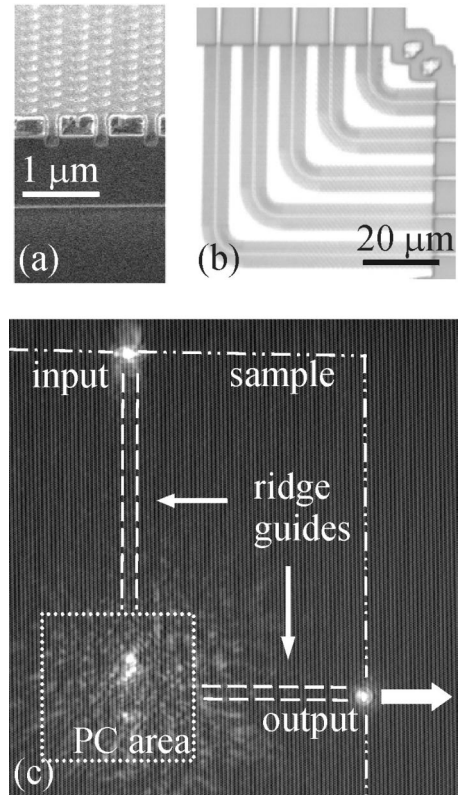 1 μm
(a)
20 μm
(b)
input
sample
ridge
guides
output
PC area
(c)